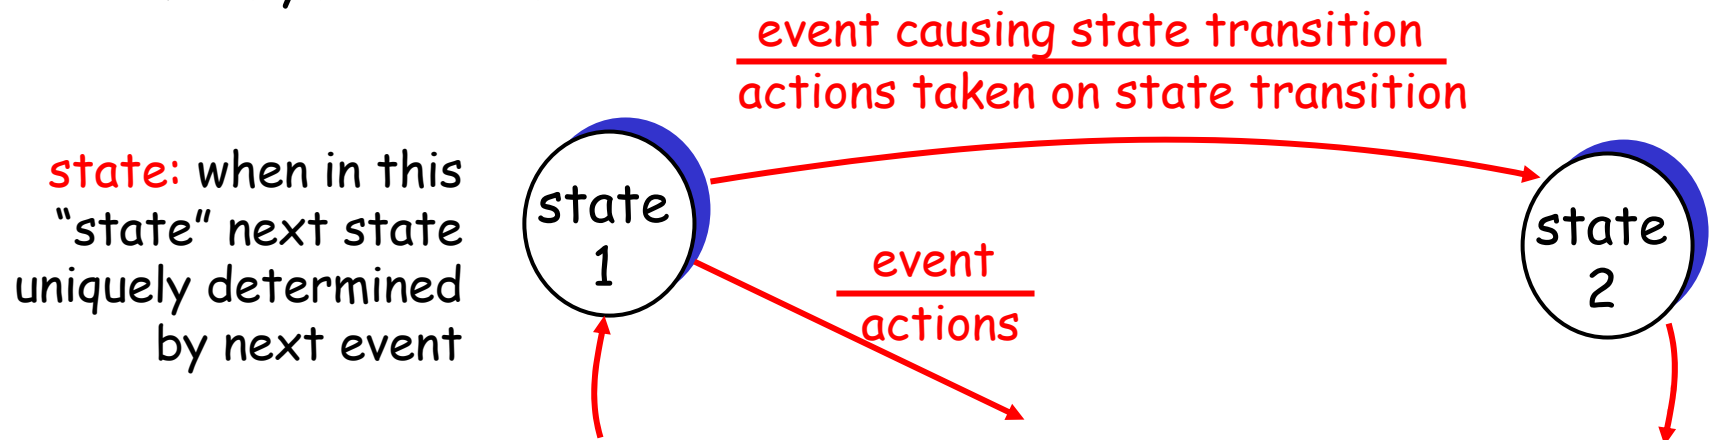 event causing state transition
actions taken on state transition
state: when in this
“state” next state
uniquely determined
by next event
state
1
event
actions
state
2